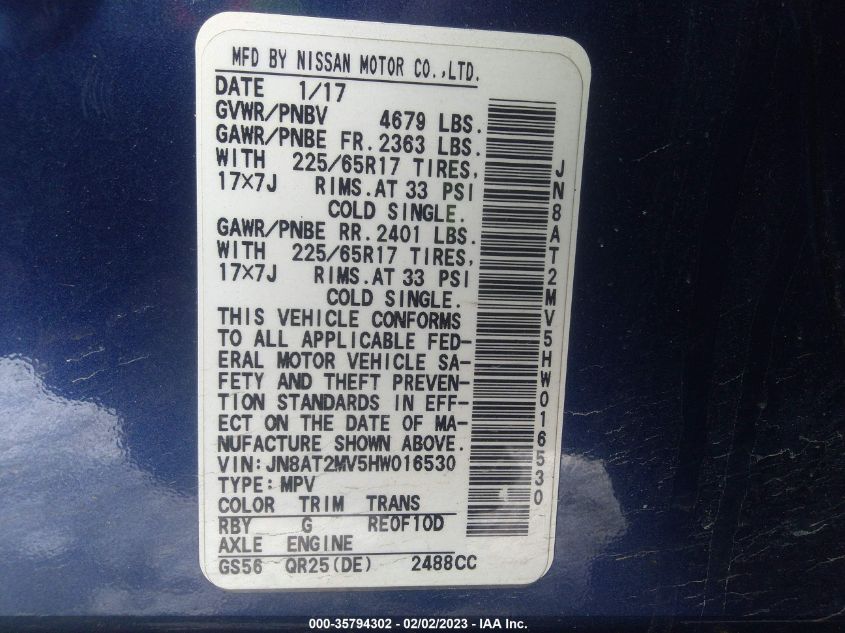 MFD BY NISSAN MOTOR CO.,LTD.
DATE 1/17
GVWR/PNBV 4679 LBS.
GAWR/PNBE FR.2363 LBS.
WITH 225/65R17 TIRES,
17×7J RIMS.AT 33 PSI
COLD SINGLE.
GAWR/PNBE RR.2401 LBS.
WITH 225/65R17 TIRES,
17×7J RIMS.AT 33 PSI
COLD SINGLE.
THIS VEHICLE CONFORMS
TO ALL APPLICABLE FED-
ERAL MOTOR VEHICLE SA-
FETY AND THEFT PREVEN-
TION STANDARDS IN EFF-
ECT ON THE DATE OF MA-
NUFACTURE SHOWN ABOVE.
VIN:JN8AT2MV5HW016530
TYPE:MPV
COLOR TRIM TRANS
RBY G RE0F10D
AXLE ENGINE
GS56 QR25(DE) 2488CC
JN8AT2MV5HW016530
000-35794302 - 02/02/2023 - IAA Inc.